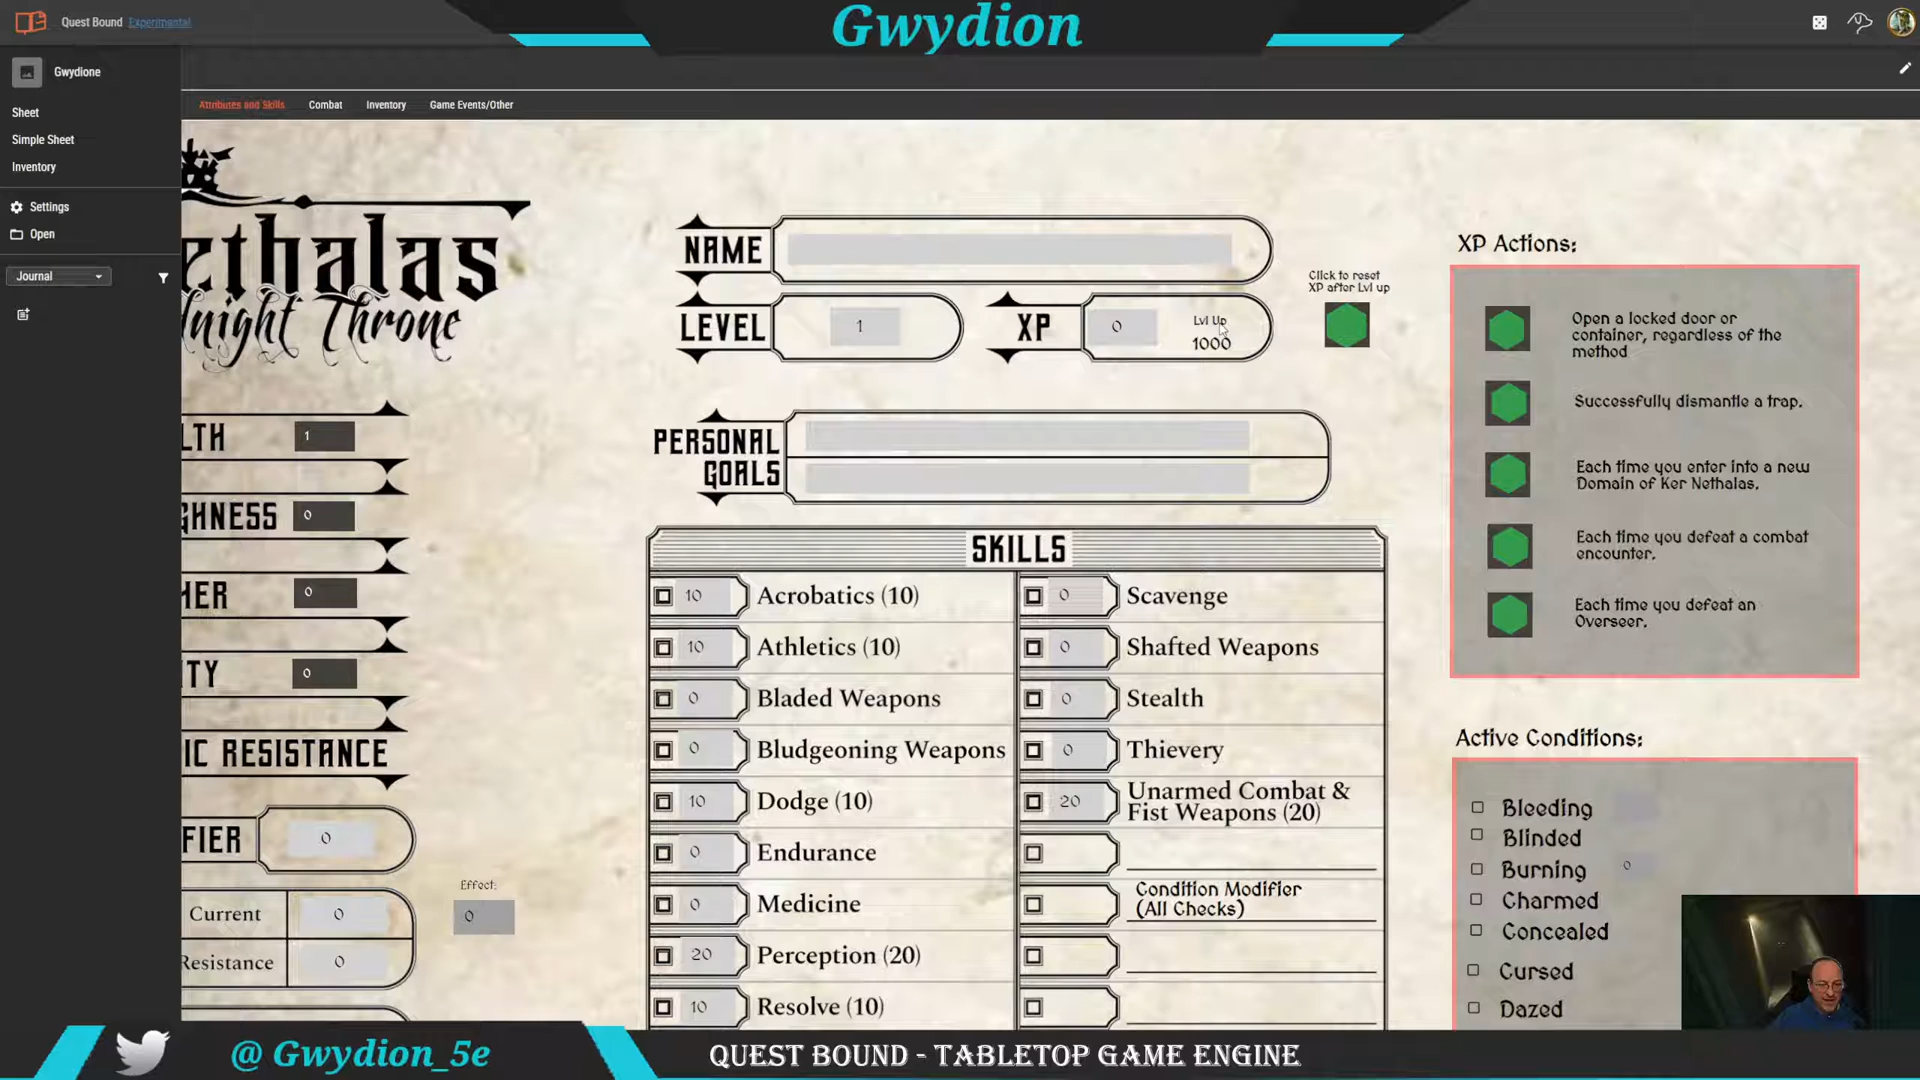 Gwydion
Quest Bound Experimental
Gwydione
Attributes and Skills Combat Inventory Game Events/Other
Sheet
Simple Sheet
Inventory
Settings
Open
Journal
ethalas
night Throne
NAME
LEVEL 1
XP 0
Lvl Up
1000
Click to reset
XP after Lvl up
PERSONAL
GOALS
LTH 1
GHNESS 0
HER 0
ITY 0
IC RESISTANCE
FIER 0
Effect:
0
Current 0
Resistance 0
SKILLS
10 Acrobatics (10)
10 Athletics (10)
0 Bladed Weapons
0 Bludgeoning Weapons
10 Dodge (10)
0 Endurance
0 Medicine
20 Perception (20)
10 Resolve (10)
0 Scavenge
0 Shafted Weapons
0 Stealth
0 Thievery
20 Unarmed Combat &
Fist Weapons (20)
Condition Modifier
(All Checks)
XP Actions:
Open a locked door or
container, regardless of the
method
Successfully dismantle a trap.
Each time you enter into a new
Domain of Ker Nethalas.
Each time you defeat a combat
encounter.
Each time you defeat an
Overseer.
Active Conditions:
Bleeding
Blinded
Burning 0
Charmed
Concealed
Cursed
Dazed
@ Gwydion_5e
QUEST BOUND - TABLETOP GAME ENGINE